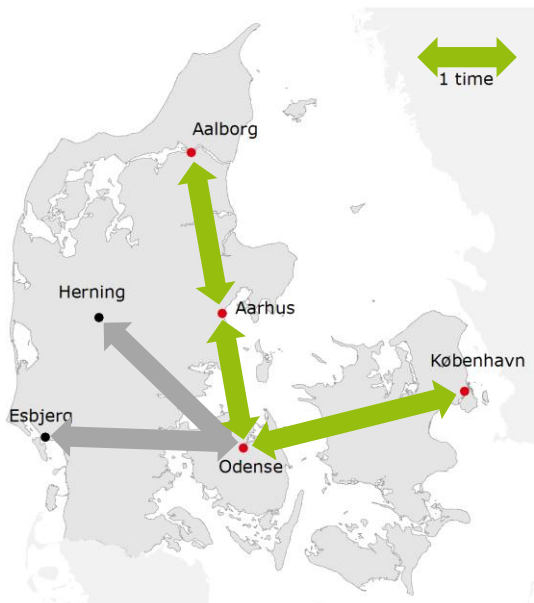 1 time
Aalborg
Herning
Aarhus
København
Esbjerg
Odense